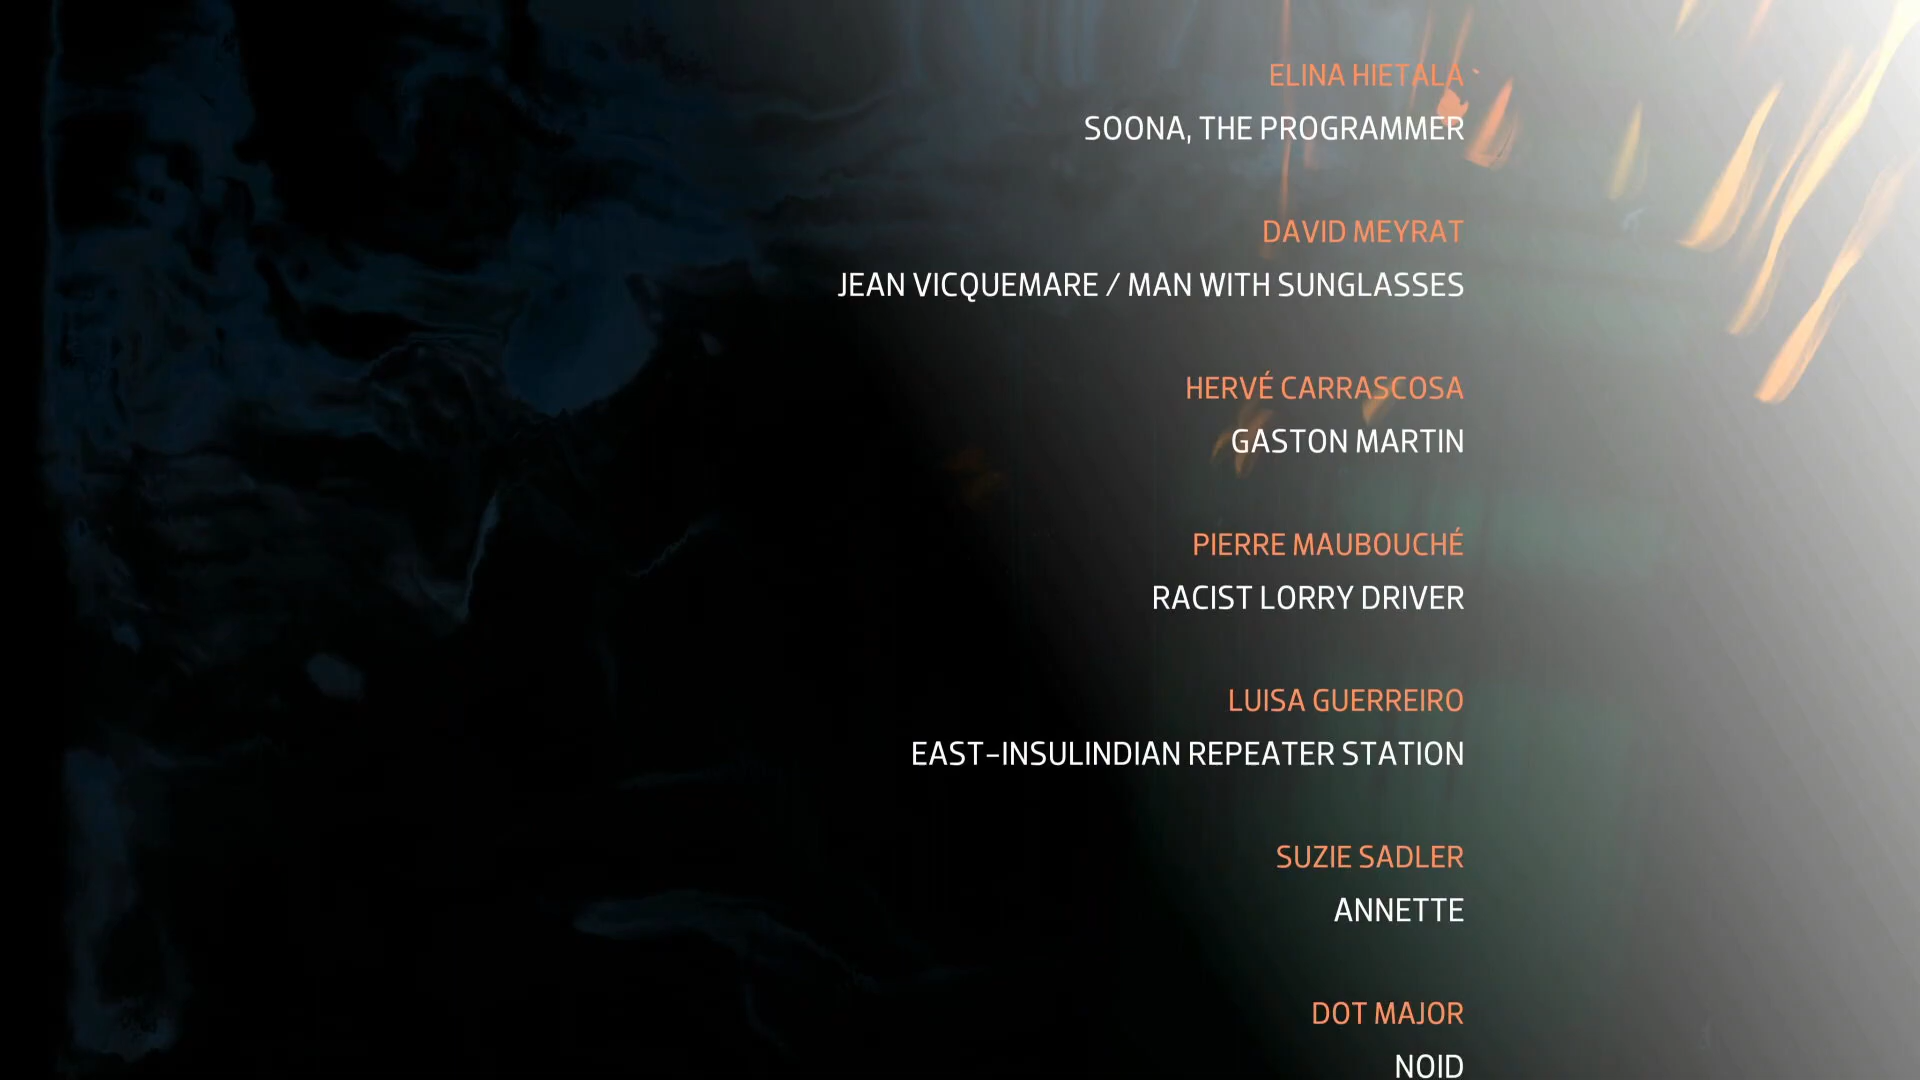 ELINA HIETALA
SOONA, THE PROGRAMMER
DAVID MEYRAT
JEAN VICQUEMARE / MAN WITH SUNGLASSES
HERVÉ CARRASCOSA
GASTON MARTIN
PIERRE MAUBOUCHÉ
RACIST LORRY DRIVER
LUISA GUERREIRO
EAST-INSULINDIAN REPEATER STATION
SUZIE SADLER
ANNETTE
DOT MAJOR
NOID